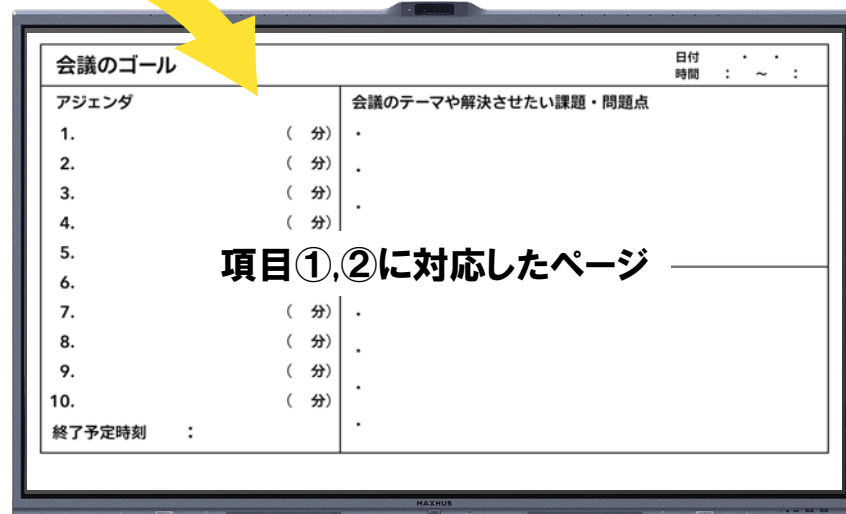 会議のゴール
日付　・　・
時間　：　～　：
アジェンダ
1.　（　分）
2.　（　分）
3.　（　分）
4.　（　分）
5.
6.
7.　（　分）
8.　（　分）
9.　（　分）
10.　（　分）
終了予定時刻　：
会議のテーマや解決させたい課題・問題点
・
・
・
項目①,②に対応したページ
・
・
・
・
MAXHUB